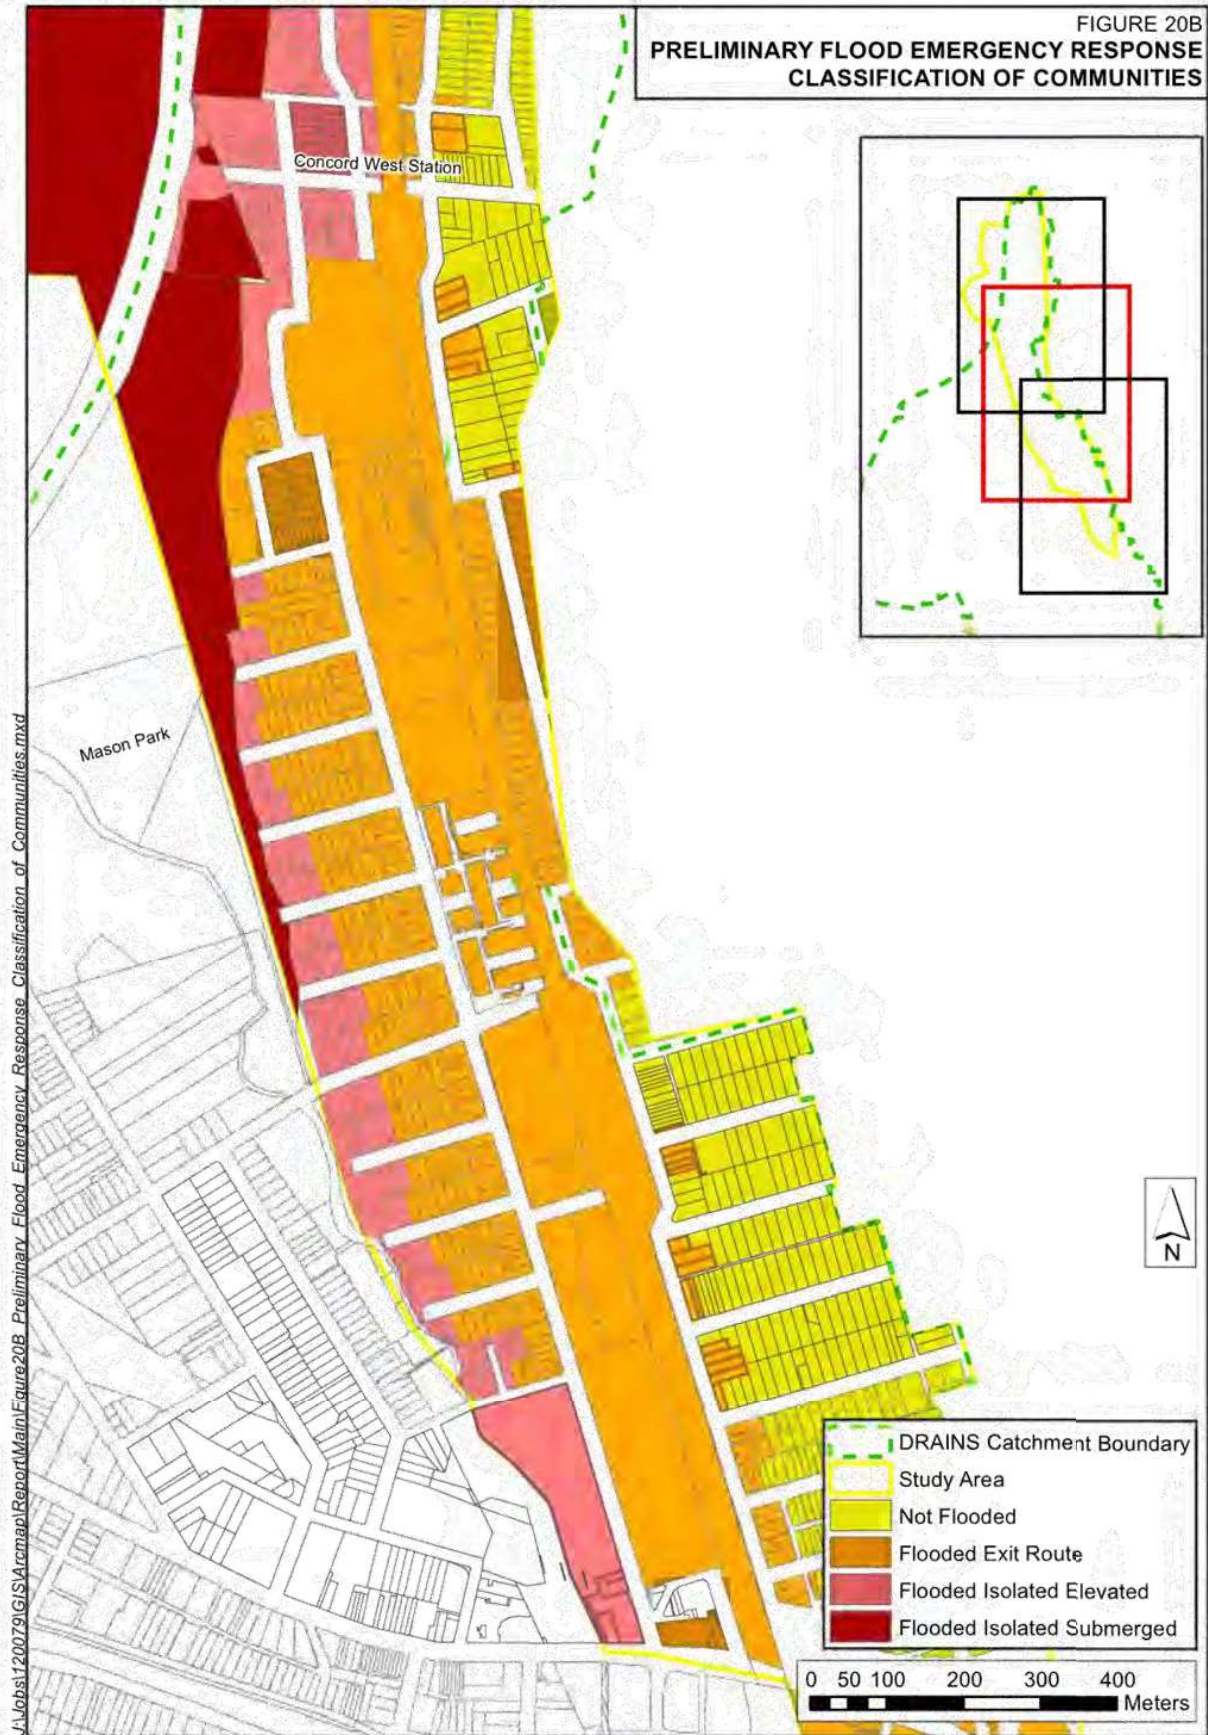 FIGURE 20B
PRELIMINARY FLOOD EMERGENCY RESPONSE
CLASSIFICATION OF COMMUNITIES
Concord West Station
Mason Park
N
DRAINS Catchment Boundary
Study Area
Not Flooded
Flooded Exit Route
Flooded Isolated Elevated
Flooded Isolated Submerged
0 50 100 200 300 400
Meters
J:\Jobs\120079\GIS\Arcmap\Report\Main\Figure20B_Preliminary_Flood_Emergency_Response_Classification_of_Communities.mxd